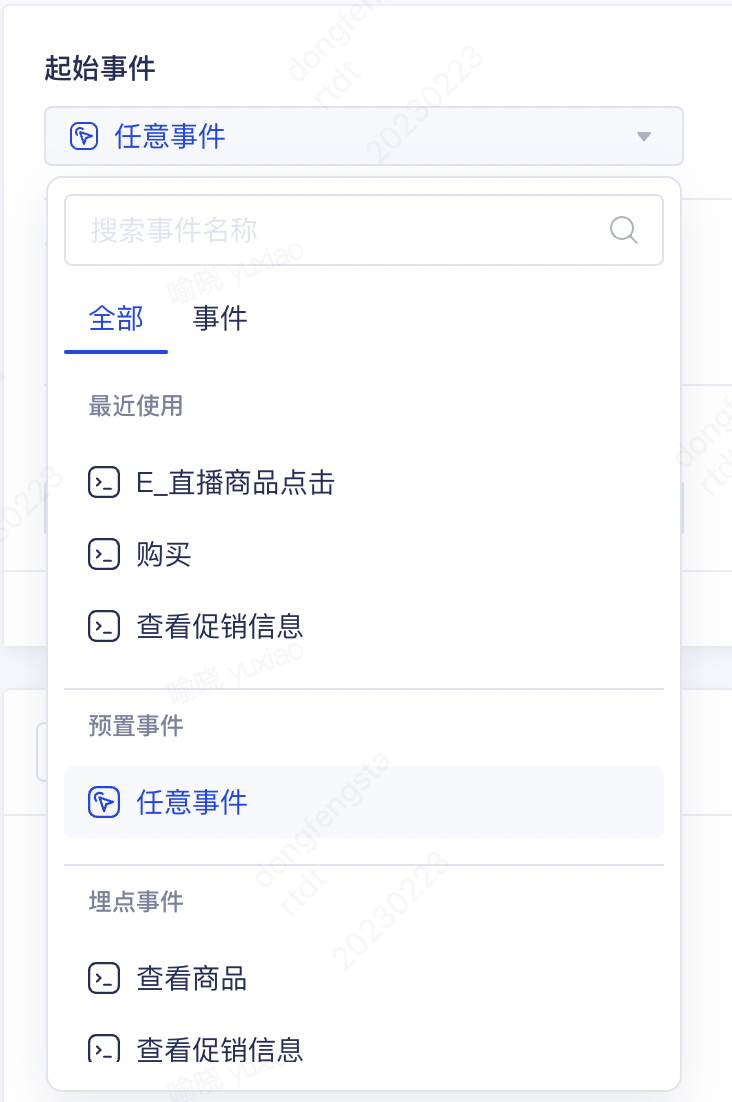 起始事件
任意事件
搜索事件名称
全部 事件
最近使用
E_直播商品点击
购买
查看促销信息
预置事件
任意事件
埋点事件
查看商品
查看促销信息
dongfengsta
rtdt
20230223
喻晓 yuxiao